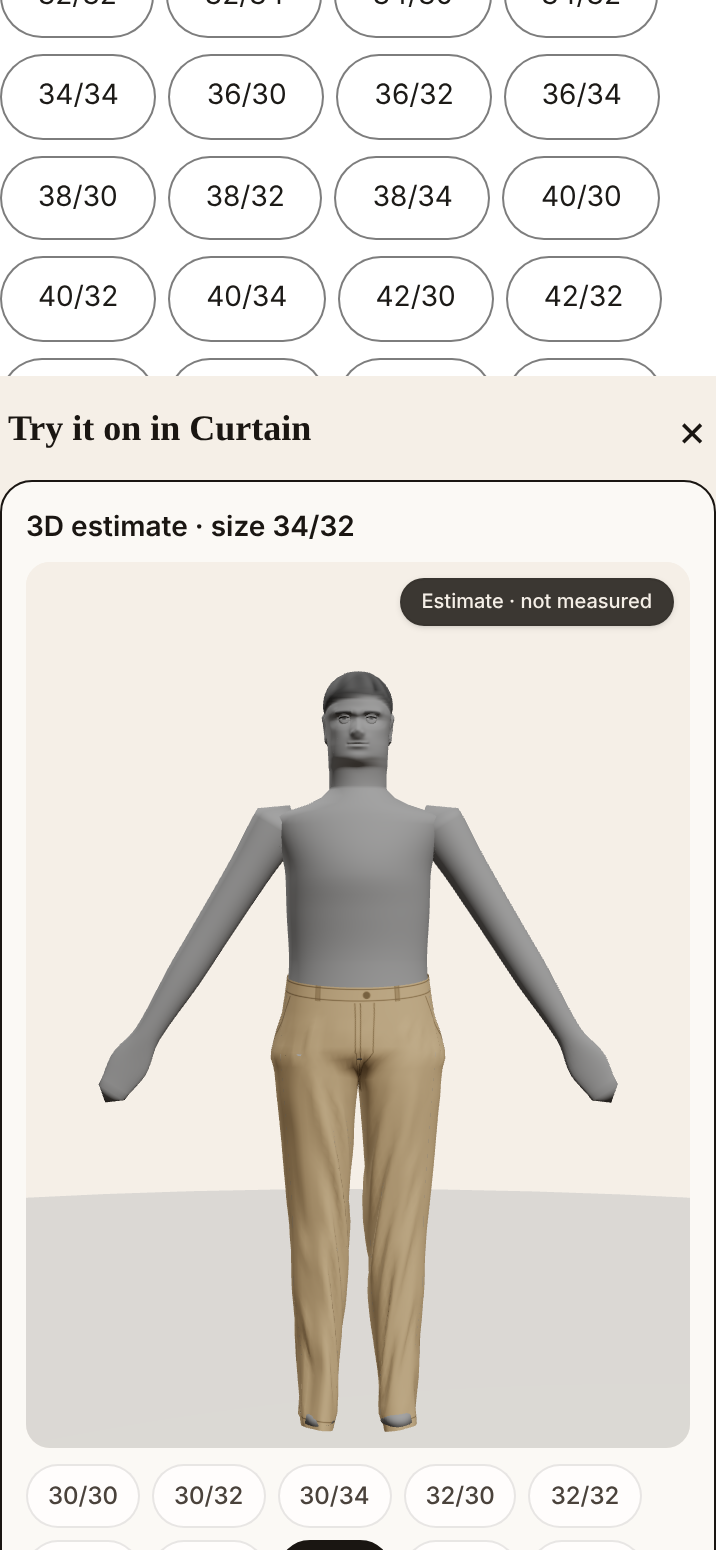 34/34 36/30 36/32 36/34
38/30 38/32 38/34 40/30
40/32 40/34 42/30 42/32
Try it on in Curtain ×
3D estimate · size 34/32
Estimate · not measured
30/30 30/32 30/34 32/30 32/32